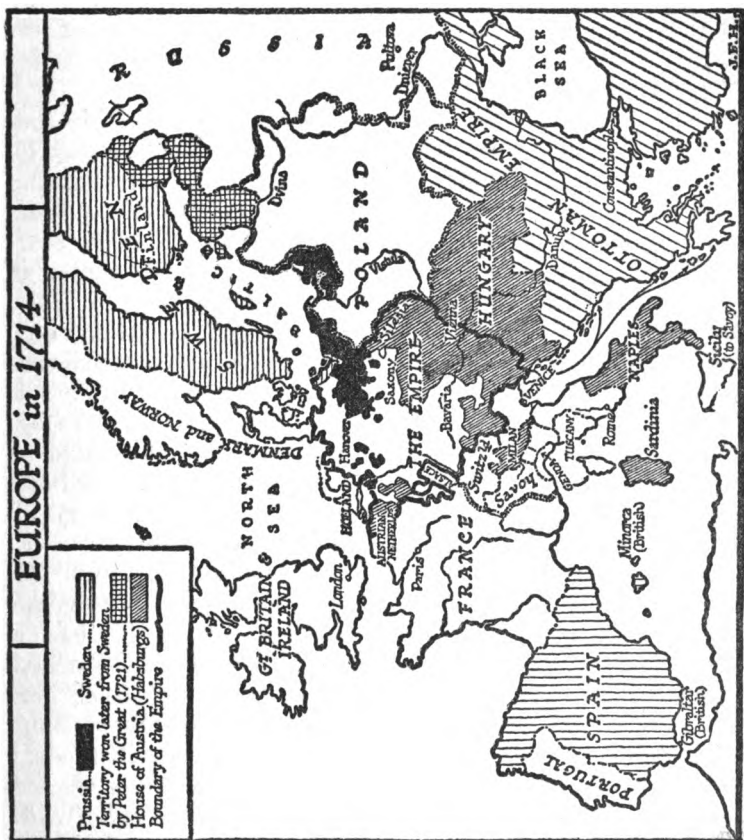 EUROPE in 1714
Prussia Sweden
Territory won later from Sweden
by Peter the Great (1721)
House of Austria (Habsburgs)
Boundary of the Empire
RUSSIA
SWEDEN
Finland
DENMARK and NORWAY
BALTIC
NORTH
SEA
GT BRITAIN &
IRELAND
London
HOLLAND
Hanover
Dvina
Pultowa
Dnieper
POLAND
Vistula
Silesia
Saxony
THE EMPIRE
Bavaria
Vienna
HUNGARY
AUSTRIAN
NETHERLDS
Paris
FRANCE
ALSACE
Switz
Savoy
MILAN
VENICE
GENOA
TUSCANY
Rome
NAPLES
Sardinia
Sicily
(to Savoy)
Minorca
(British)
SPAIN
PORTUGAL
Gibraltar
(British)
OTTOMAN EMPIRE
Danube
Constantinople
BLACK
SEA
J.F.H.